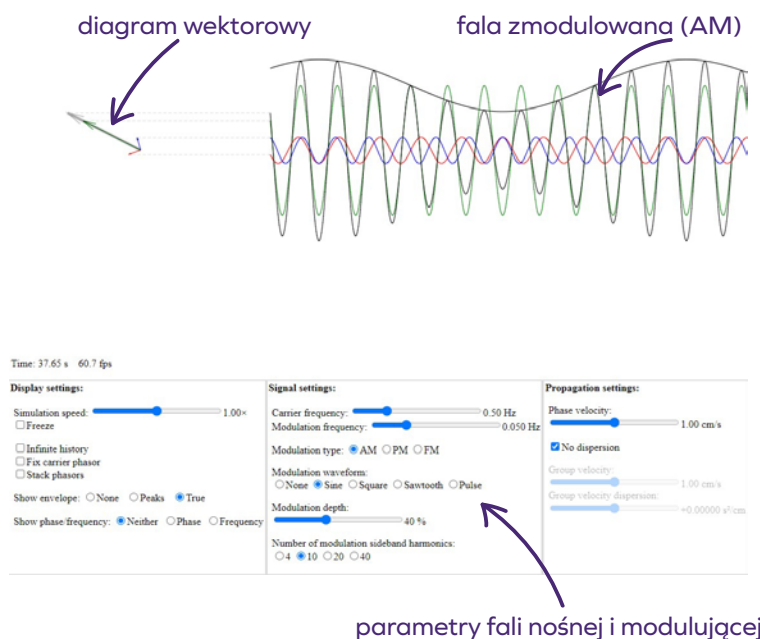 diagram wektorowy
fala zmodulowana (AM)
Time: 37.65 s 60.7 fps
Display settings:
Simulation speed: 1.00×
Freeze
Infinite history
Fix carrier phasor
Stack phasors
Show envelope: None Peaks True
Show phase/frequency: Neither Phase Frequency
Signal settings:
Carrier frequency: 0.50 Hz
Modulation frequency: 0.050 Hz
Modulation type: AM PM FM
Modulation waveform:
None Sine Square Sawtooth Pulse
Modulation depth:
40 %
Number of modulation sideband harmonics:
4 10 20 40
Propagation settings:
Phase velocity:
1.00 cm/s
No dispersion
Group velocity:
1.00 cm/s
Group velocity dispersion:
+0.00000 s²/cm
parametry fali nośnej i modulującej